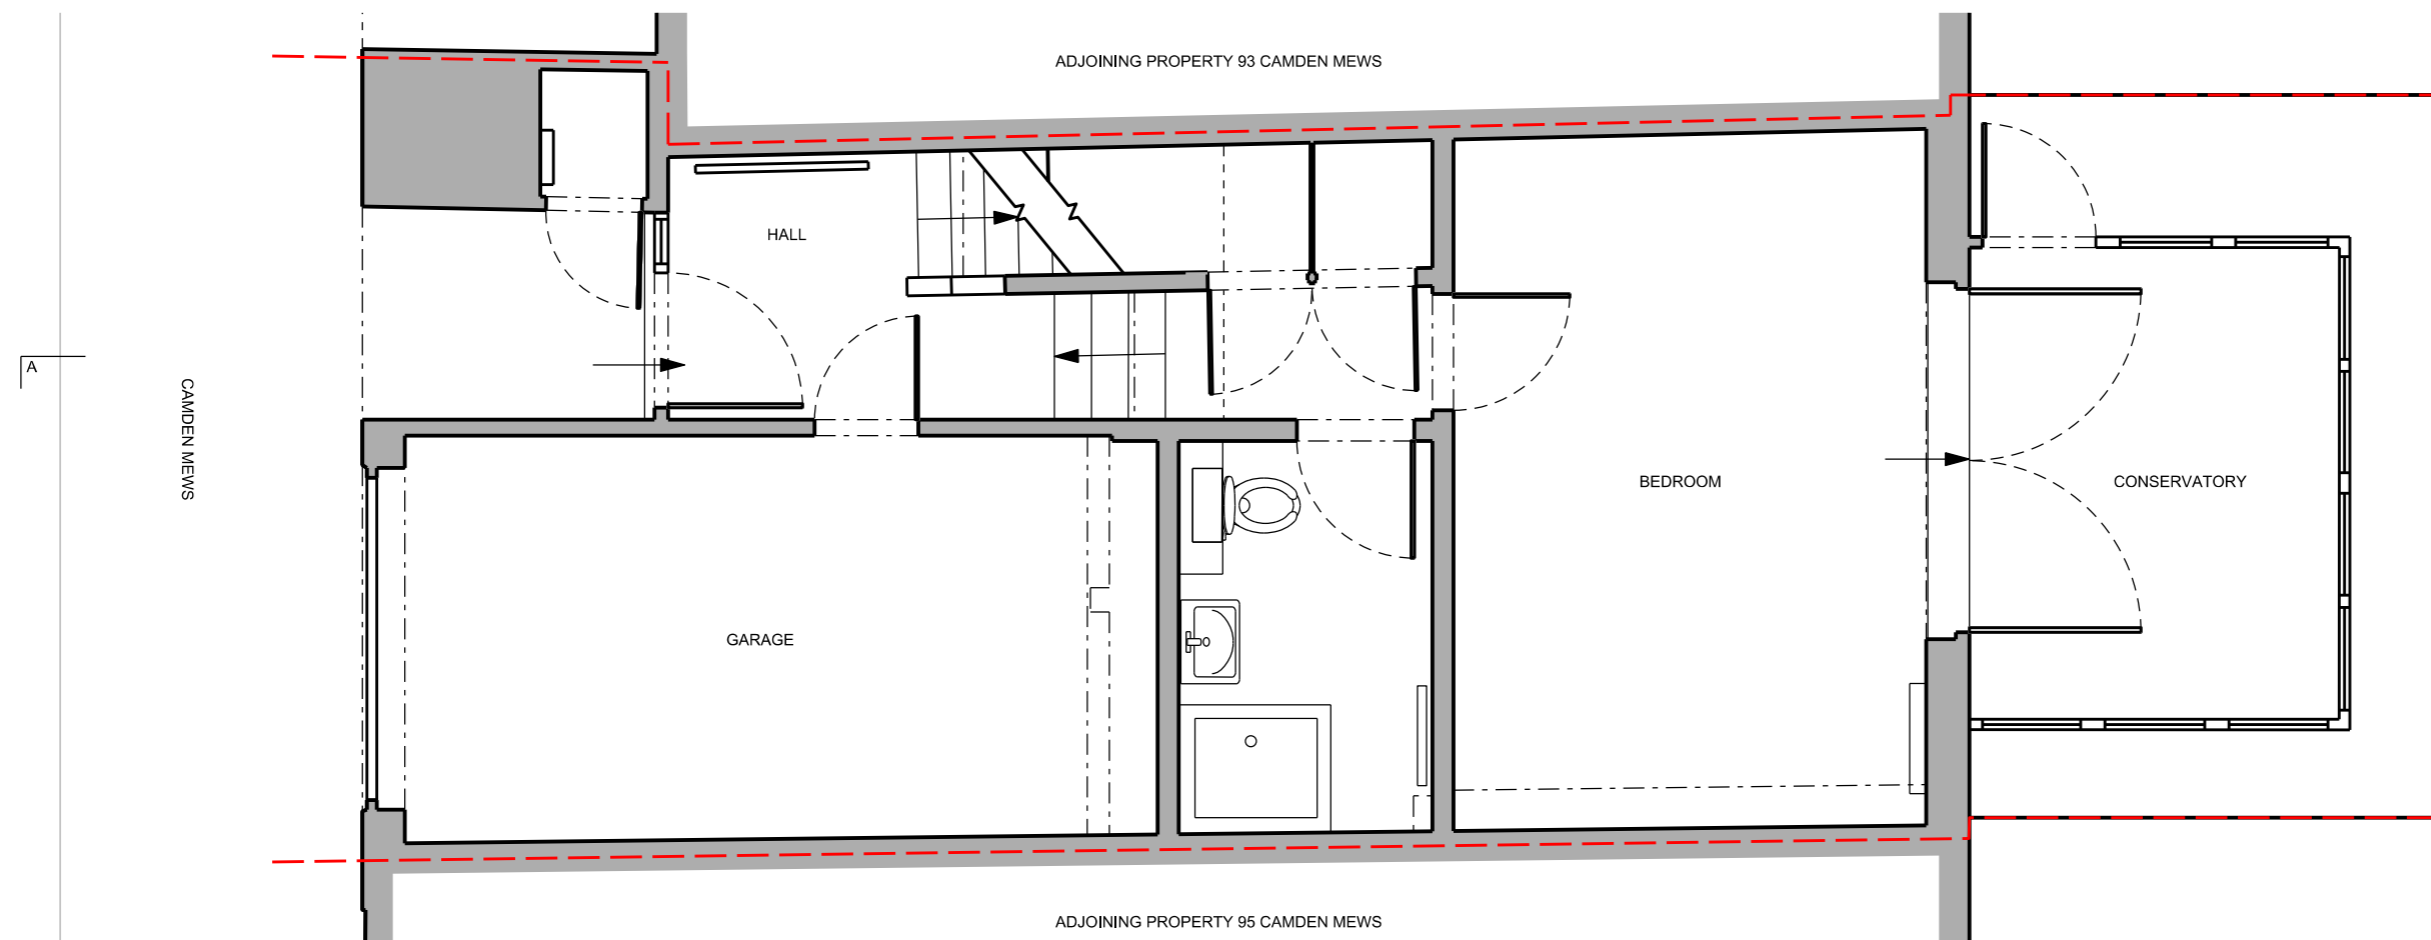 ADJOINING PROPERTY 93 CAMDEN MEWS
HALL
A
CAMDEN MEWS
BEDROOM
CONSERVATORY
GARAGE
ADJOINING PROPERTY 95 CAMDEN MEWS